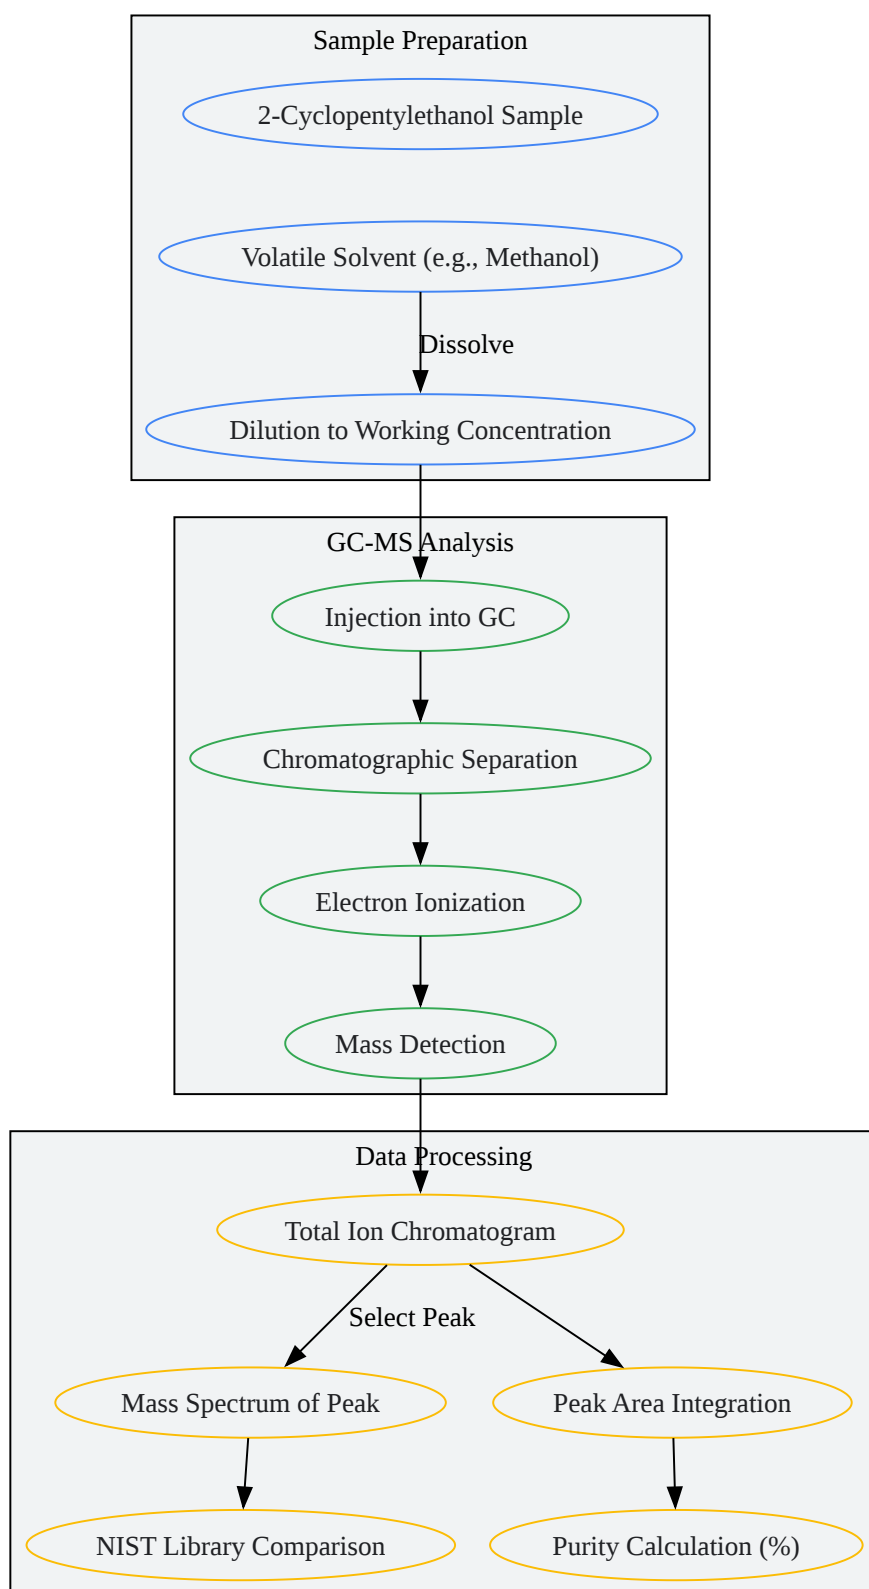 Sample Preparation
2-Cyclopentylethanol Sample
Volatile Solvent (e.g., Methanol)
Dissolve
Dilution to Working Concentration
GC-MS Analysis
Injection into GC
Chromatographic Separation
Electron Ionization
Mass Detection
Data Processing
Total Ion Chromatogram
Select Peak
Mass Spectrum of Peak
Peak Area Integration
NIST Library Comparison
Purity Calculation (%)